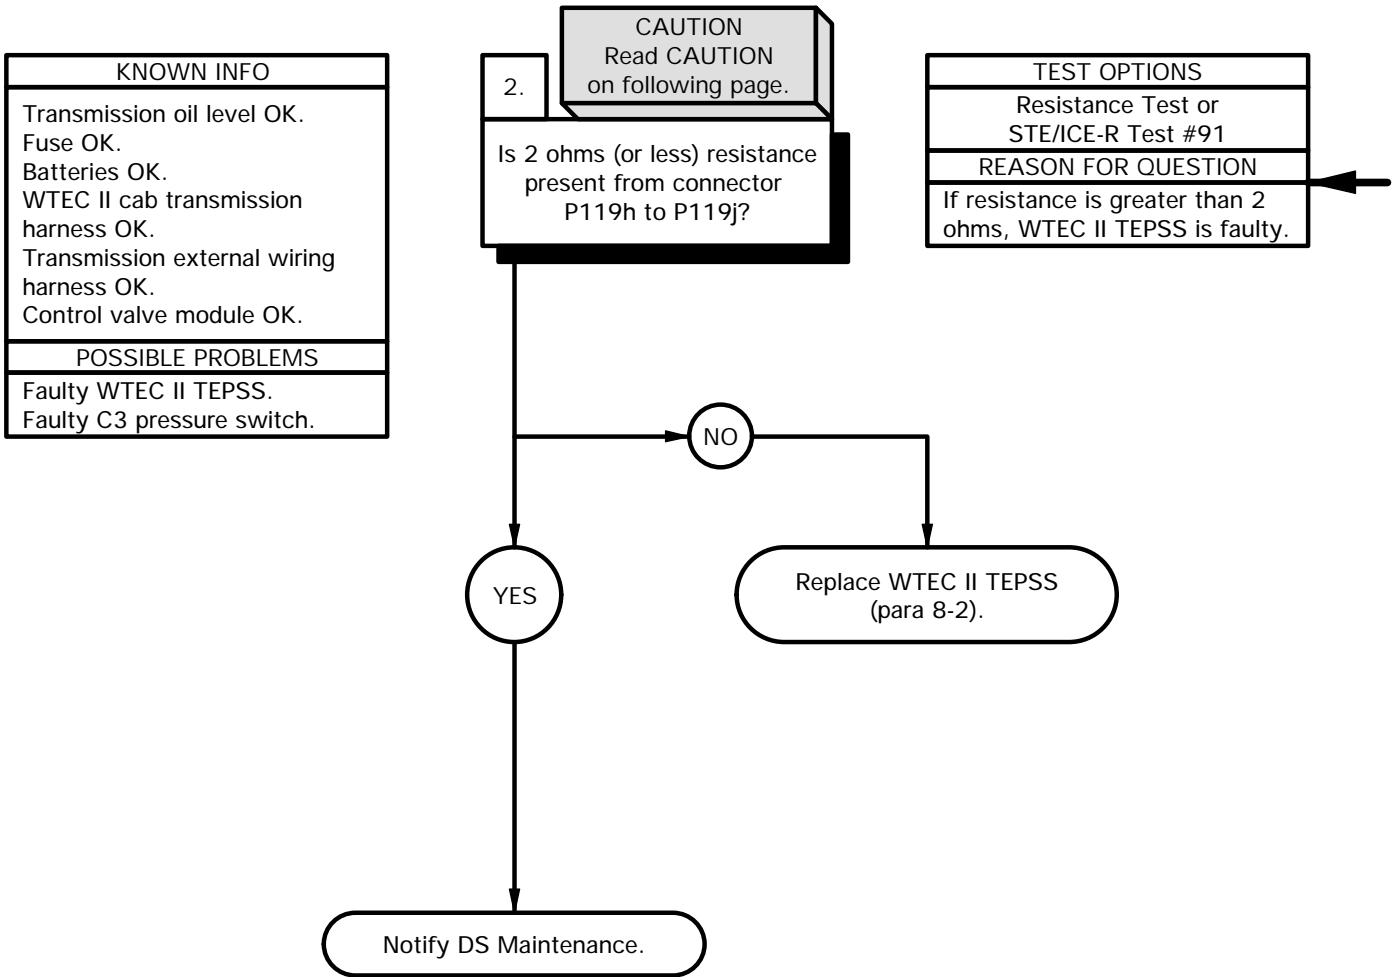 KNOWN INFO
Transmission oil level OK.
Fuse OK.
Batteries OK.
WTEC II cab transmission
harness OK.
Transmission external wiring
harness OK.
Control valve module OK.
POSSIBLE PROBLEMS
Faulty WTEC II TEPSS.
Faulty C3 pressure switch.
CAUTION
Read CAUTION
on following page.
2.
Is 2 ohms (or less) resistance
present from connector
P119h to P119j?
TEST OPTIONS
Resistance Test or
STE/ICE-R Test #91
REASON FOR QUESTION
If resistance is greater than 2
ohms, WTEC II TEPSS is faulty.
NO
YES
Replace WTEC II TEPSS
(para 8-2).
Notify DS Maintenance.